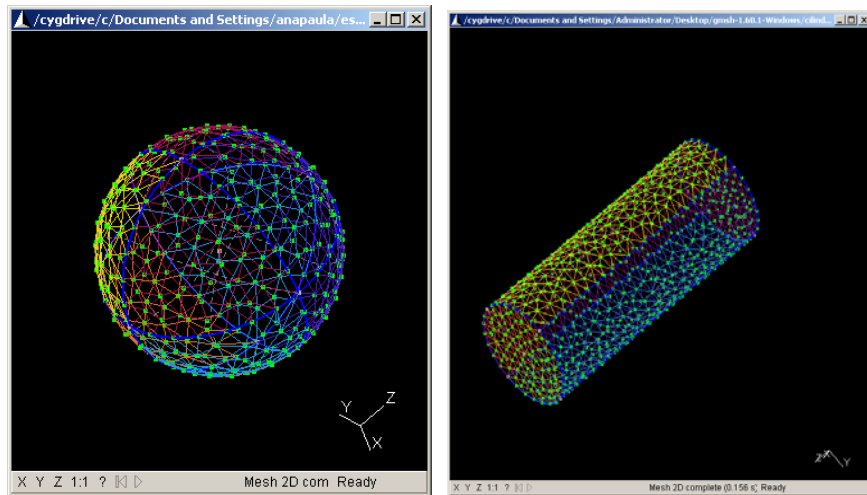 /cygdrive/c/Documents and Settings/anapaula/es...
Y
Z
X
X Y Z 1:1 ? Mesh 2D com Ready
/cygdrive/c/Documents and Settings/Administrator/Desktop/gmsh-1.60.1-Windows/cilind...
Z X Y
X Y Z 1:1 ? Mesh 2D complete (0.156 s) Ready